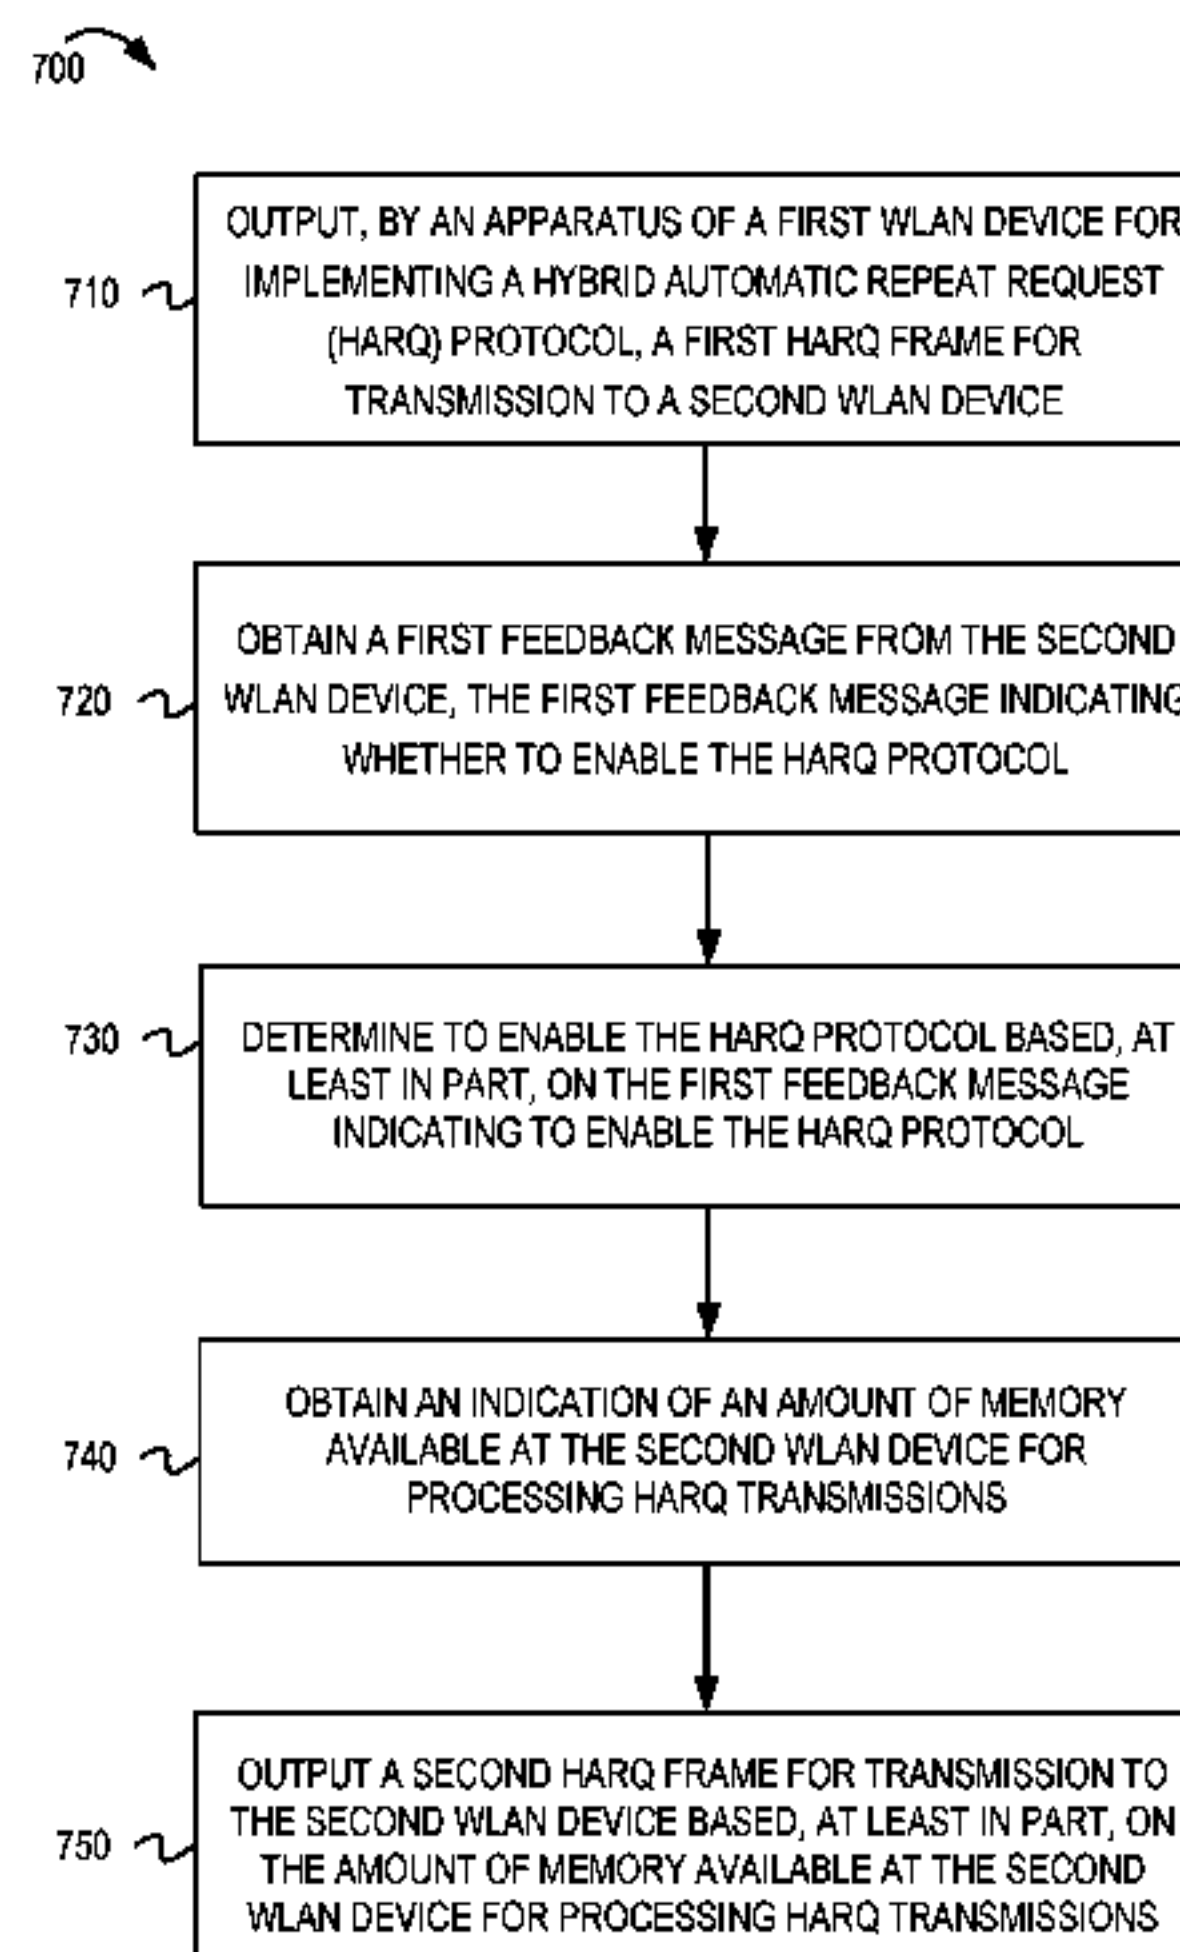 700
710
OUTPUT, BY AN APPARATUS OF A FIRST WLAN DEVICE FOR
IMPLEMENTING A HYBRID AUTOMATIC REPEAT REQUEST
(HARQ) PROTOCOL, A FIRST HARQ FRAME FOR
TRANSMISSION TO A SECOND WLAN DEVICE
720
OBTAIN A FIRST FEEDBACK MESSAGE FROM THE SECOND
WLAN DEVICE, THE FIRST FEEDBACK MESSAGE INDICATING
WHETHER TO ENABLE THE HARQ PROTOCOL
730
DETERMINE TO ENABLE THE HARQ PROTOCOL BASED, AT
LEAST IN PART, ON THE FIRST FEEDBACK MESSAGE
INDICATING TO ENABLE THE HARQ PROTOCOL
740
OBTAIN AN INDICATION OF AN AMOUNT OF MEMORY
AVAILABLE AT THE SECOND WLAN DEVICE FOR
PROCESSING HARQ TRANSMISSIONS
750
OUTPUT A SECOND HARQ FRAME FOR TRANSMISSION TO
THE SECOND WLAN DEVICE BASED, AT LEAST IN PART, ON
THE AMOUNT OF MEMORY AVAILABLE AT THE SECOND
WLAN DEVICE FOR PROCESSING HARQ TRANSMISSIONS